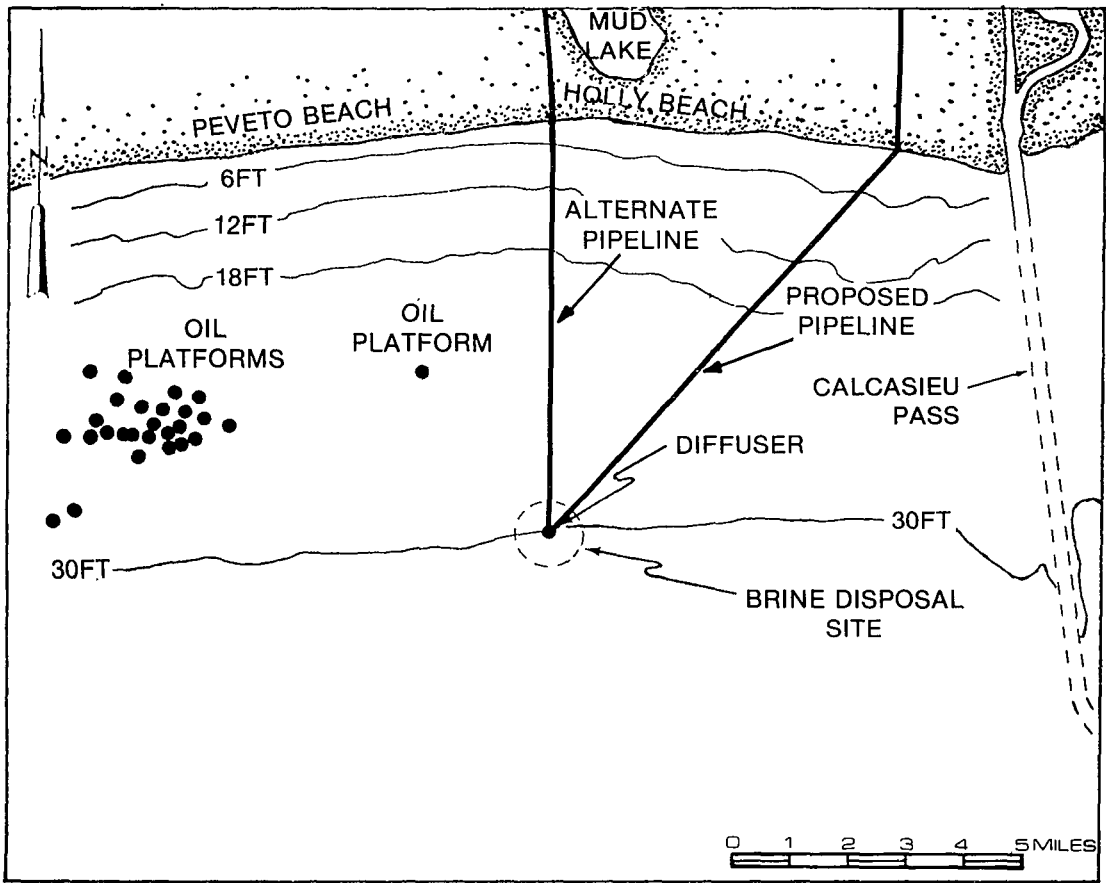 MUD
LAKE
HOLLY BEACH
PEVETO BEACH
N
6FT
12FT
18FT
ALTERNATE
PIPELINE
PROPOSED
PIPELINE
OIL
PLATFORMS
OIL
PLATFORM
CALCASIEU
PASS
DIFFUSER
30FT
30FT
BRINE DISPOSAL
SITE
0 1 2 3 4 5 MILES